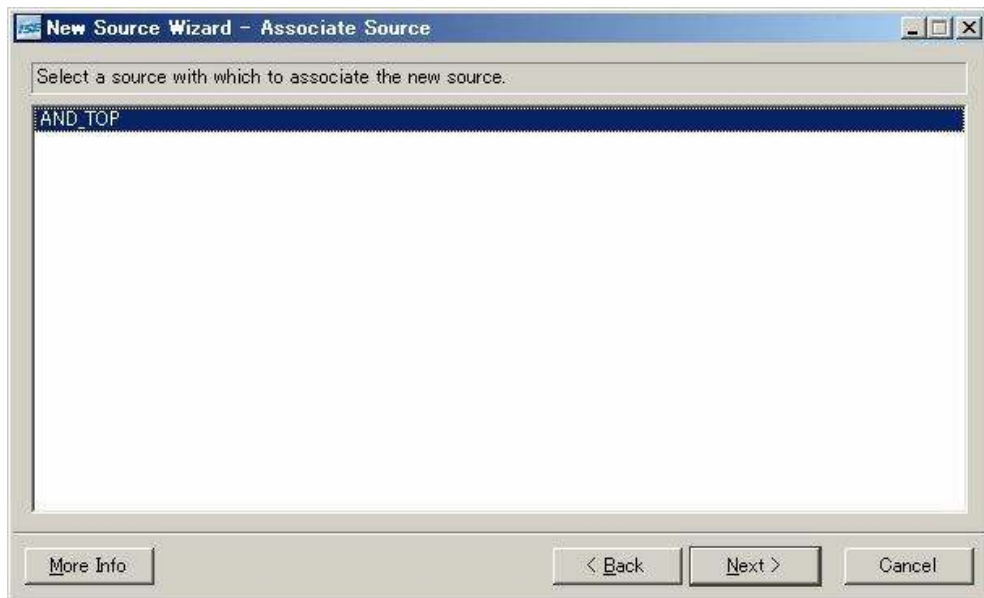 ISE New Source Wizard - Associate Source
Select a source with which to associate the new source.
AND_TOP
More Info
< Back
Next >
Cancel